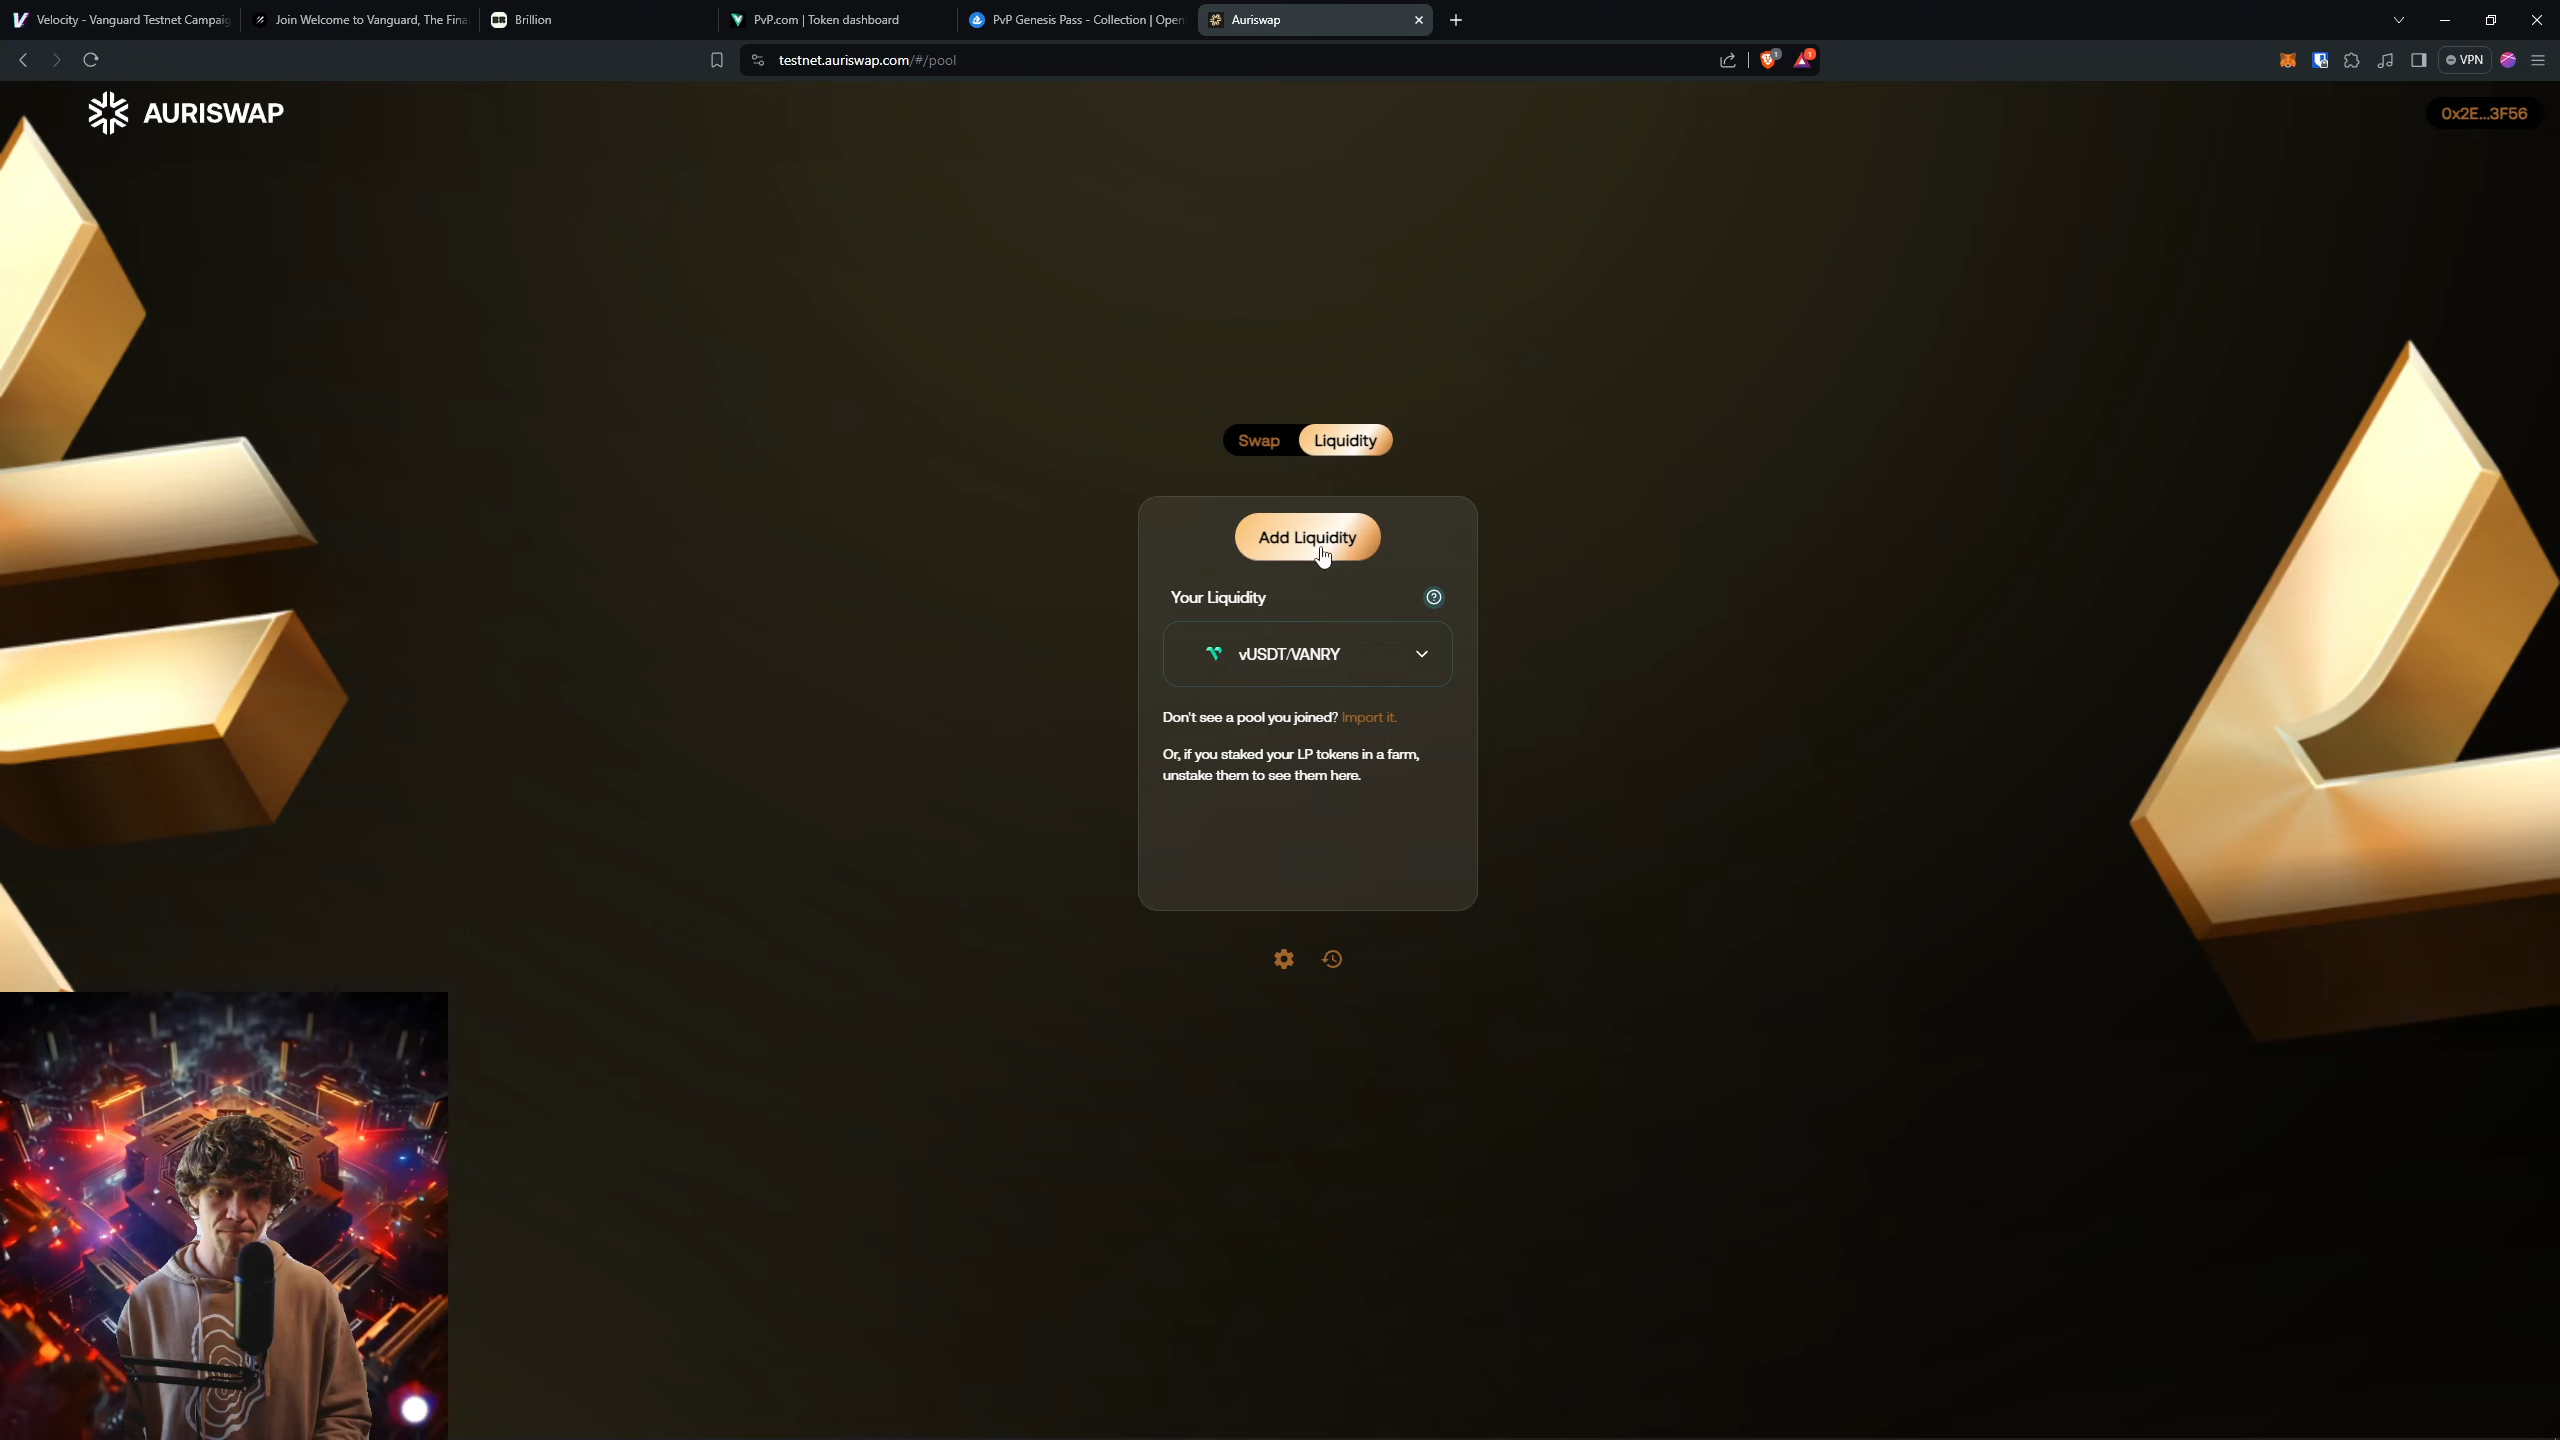 Velocity - Vanguard Testnet Campaig
Join Welcome to Vanguard, The Fina
BR Brillion
PvP.com | Token dashboard
PvP Genesis Pass - Collection | Open
Auriswap
testnet.auriswap.com/#/pool
1
1
VPN
AURISWAP
0x2E...3F56
Swap
Liquidity
Add Liquidity
Your Liquidity
vUSDT/VANRY
Don't see a pool you joined? Import it.
Or, if you staked your LP tokens in a farm,
unstake them to see them here.